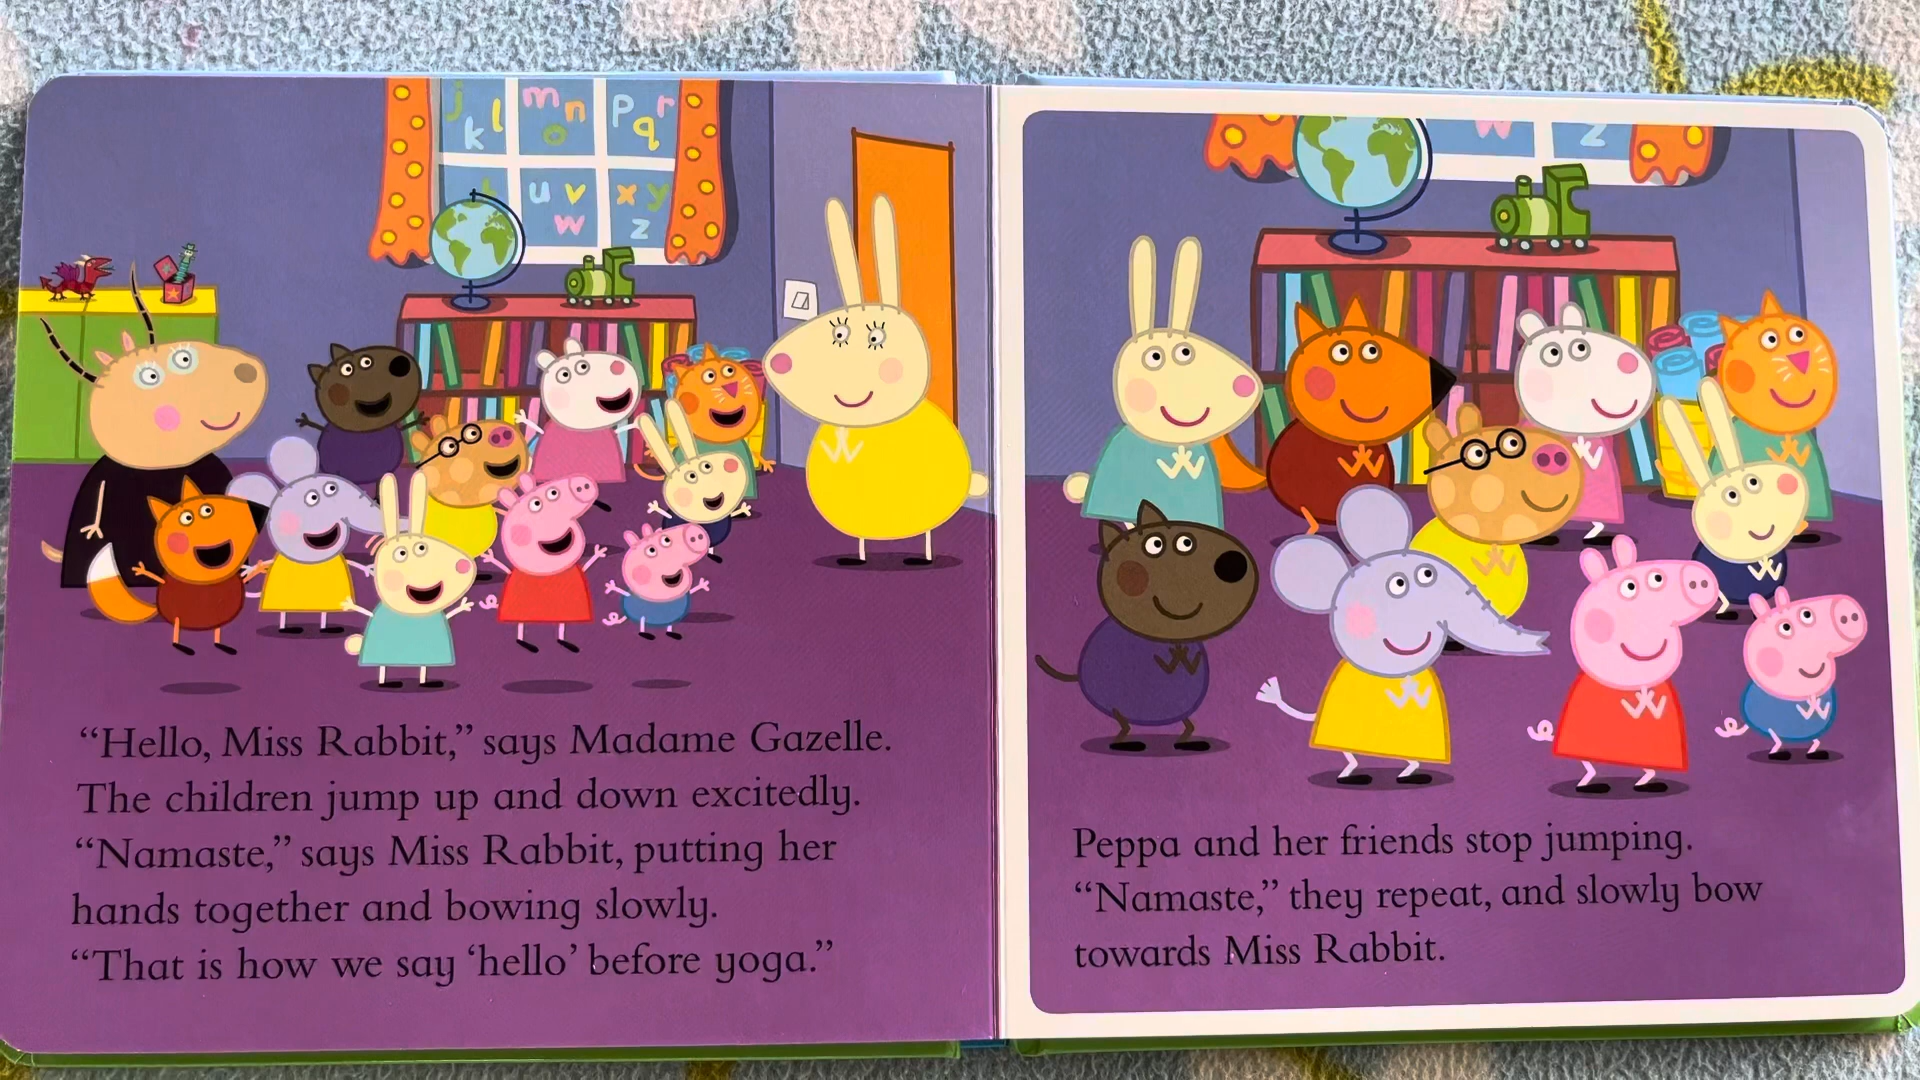 j k l
m n o
p q r
u v w
x y z
w
z
“Hello, Miss Rabbit,” says Madame Gazelle.
The children jump up and down excitedly.
“Namaste,” says Miss Rabbit, putting her
hands together and bowing slowly.
“That is how we say ‘hello’ before yoga.”
Peppa and her friends stop jumping.
“Namaste,” they repeat, and slowly bow
towards Miss Rabbit.